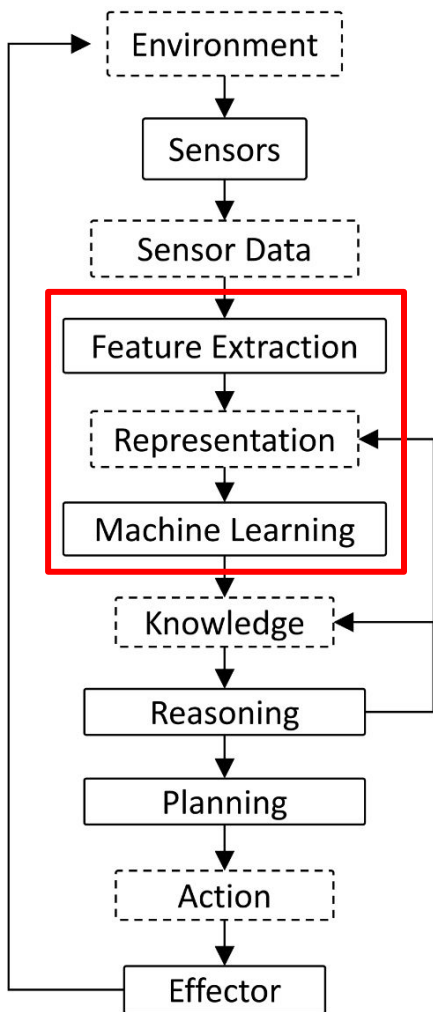 Environment
Sensors
Sensor Data
Feature Extraction
Representation
Machine Learning
Knowledge
Reasoning
Planning
Action
Effector